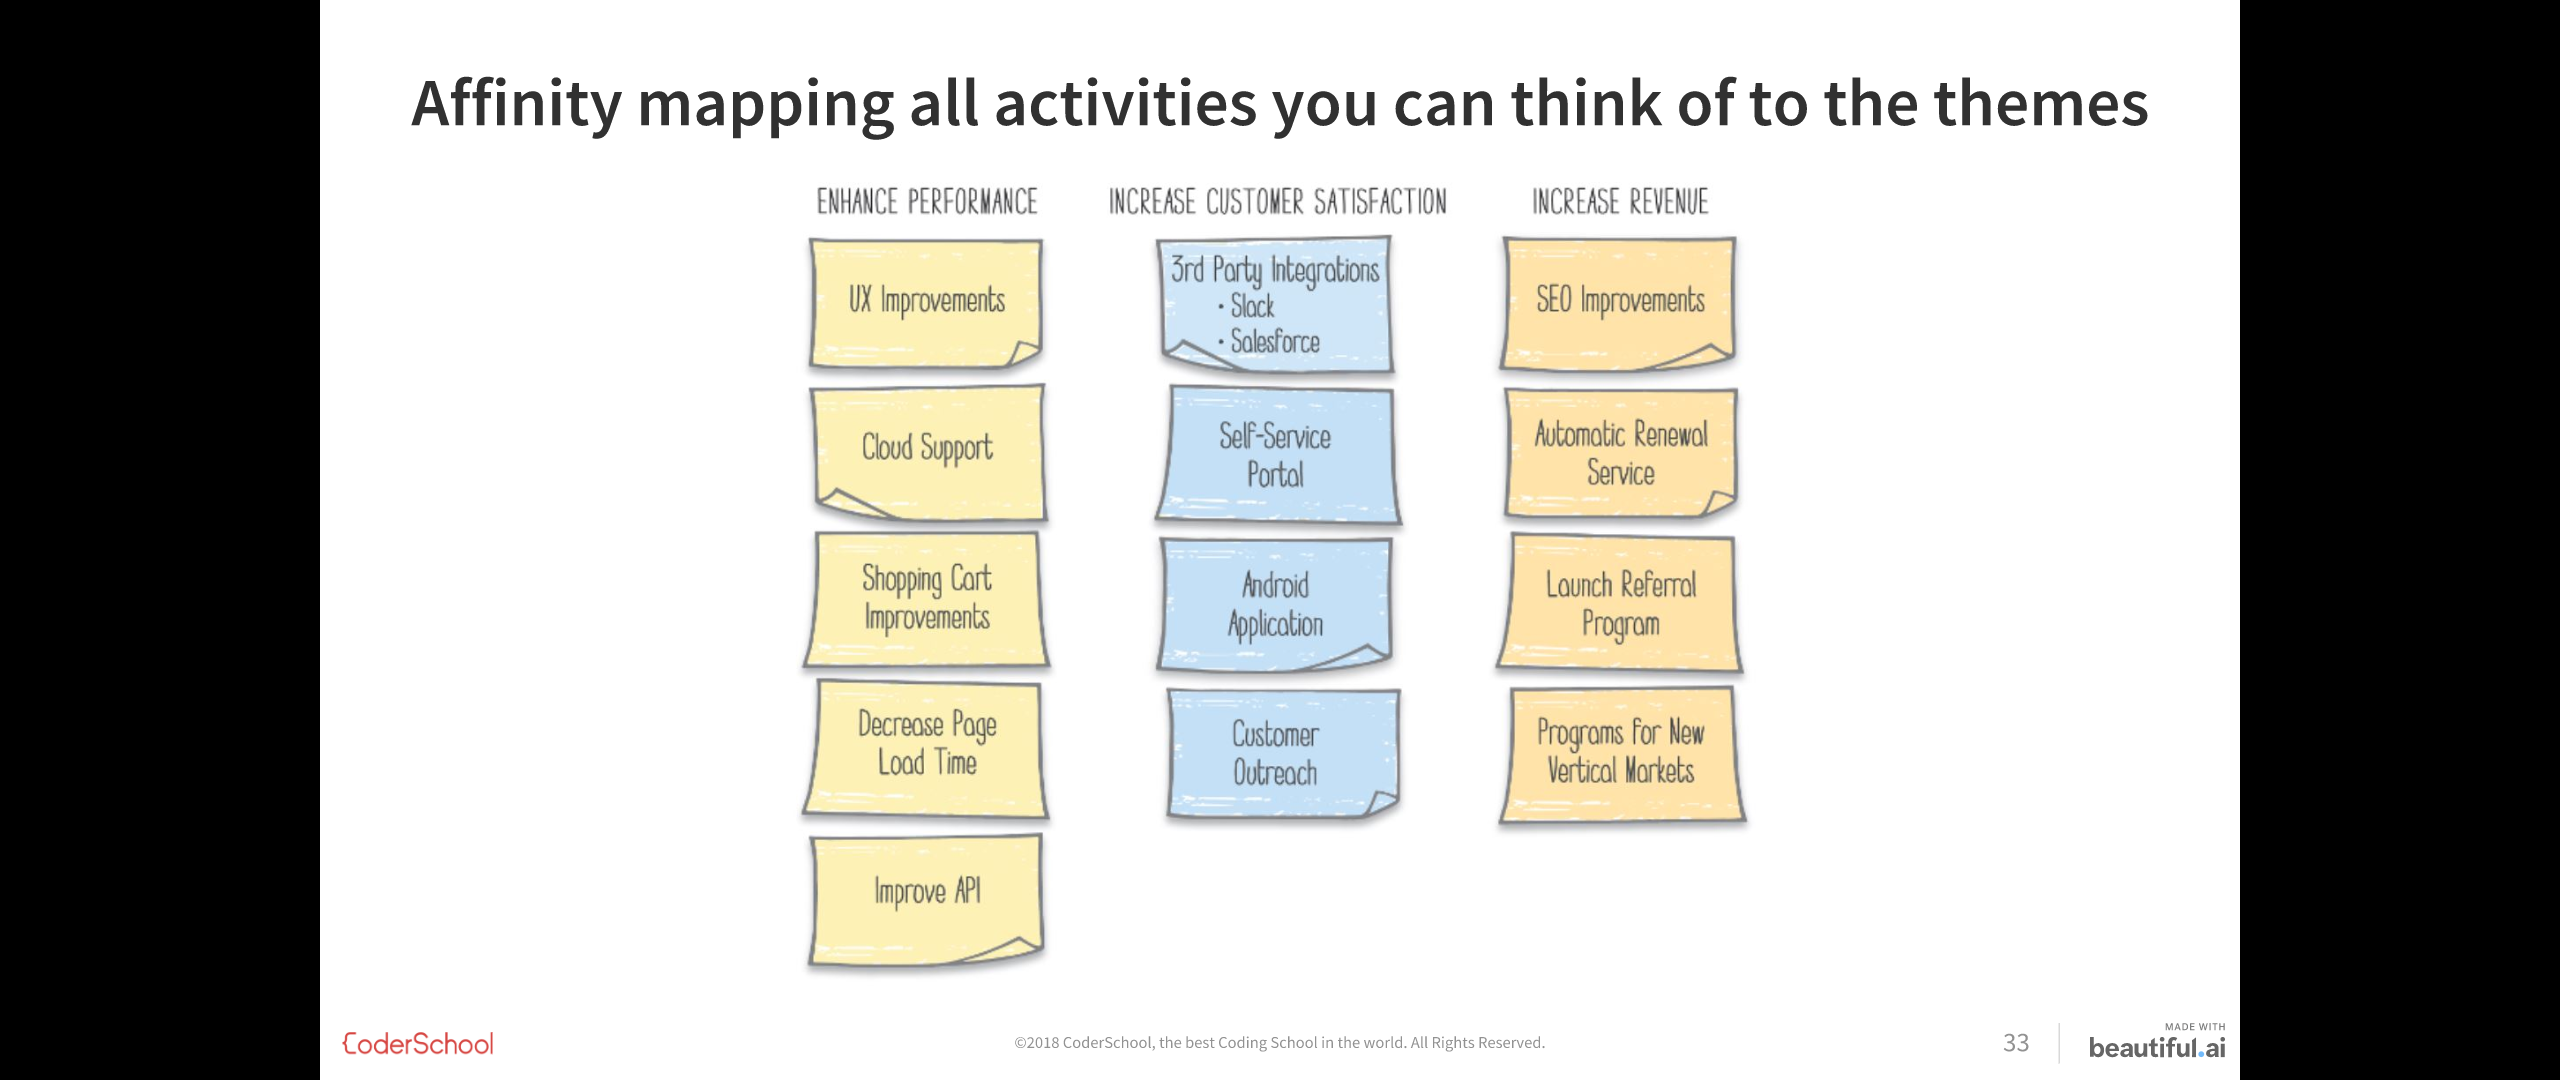 Affinity mapping all activities you can think of to the themes
ENHANCE PERFORMANCE
UX Improvements
Cloud Support
Shopping Cart
Improvements
Decrease Page
Load Time
Improve API
INCREASE CUSTOMER SATISFACTION
3rd Party Integrations
• Slack
• Salesforce
Self-Service
Portal
Android
Application
Customer
Outreach
INCREASE REVENUE
SEO Improvements
Automatic Renewal
Service
Launch Referral
Program
Programs for New
Vertical Markets
CoderSchool
©2018 CoderSchool, the best Coding School in the world. All Rights Reserved.
33
MADE WITH
beautiful.ai